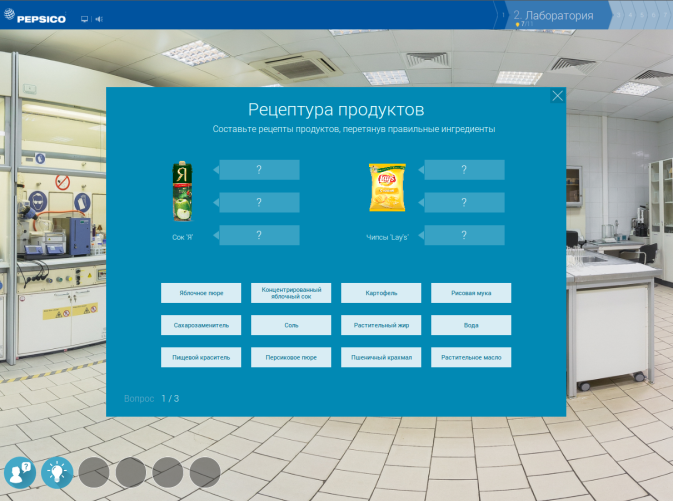 PEPSICO
2. Лаборатория
Рецептура продуктов
Составьте рецепты продуктов, перетянув правильные ингредиенты
?
?
?
?
?
?
Я
Lay's
Сок 'Я'
Чипсы 'Lay's'
Яблочное пюре
Концентрированный
яблочный сок
Картофель
Рисовая мука
Сахарозаменитель
Соль
Растительный жир
Вода
Пищевой краситель
Персиковое пюре
Пшеничный крахмал
Растительное масло
Вопрос 1 / 3
?